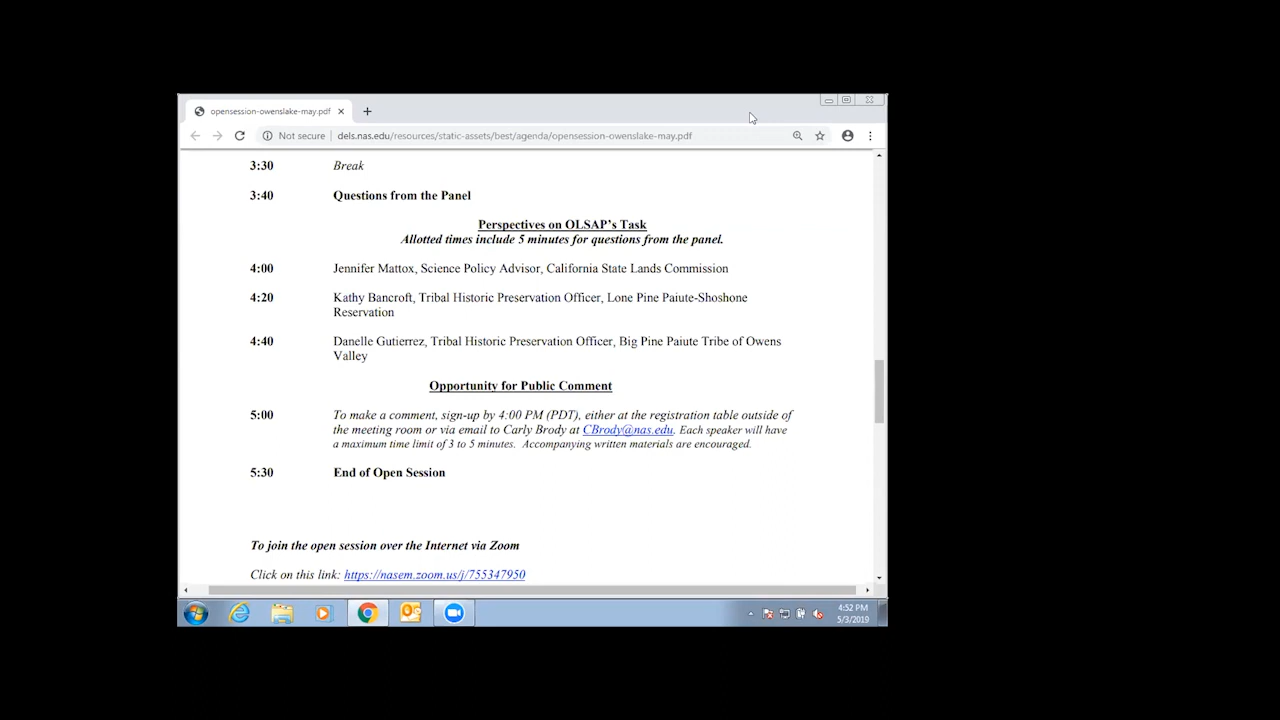 opensession-owenslake-may.pdf
Not secure dels.nas.edu/resources/static-assets/best/agenda/opensession-owenslake-may.pdf
3:30 Break
3:40 Questions from the Panel
Perspectives on OLSAP's Task
Allotted times include 5 minutes for questions from the panel.
4:00 Jennifer Mattox, Science Policy Advisor, California State Lands Commission
4:20 Kathy Bancroft, Tribal Historic Preservation Officer, Lone Pine Paiute-Shoshone
Reservation
4:40 Danelle Gutierrez, Tribal Historic Preservation Officer, Big Pine Paiute Tribe of Owens
Valley
Opportunity for Public Comment
5:00 To make a comment, sign-up by 4:00 PM (PDT), either at the registration table outside of
the meeting room or via email to Carly Brody at CBrody@nas.edu. Each speaker will have
a maximum time limit of 3 to 5 minutes. Accompanying written materials are encouraged.
5:30 End of Open Session
To join the open session over the Internet via Zoom
Click on this link: https://nasem.zoom.us/j/755347950
4:52 PM
5/3/2019